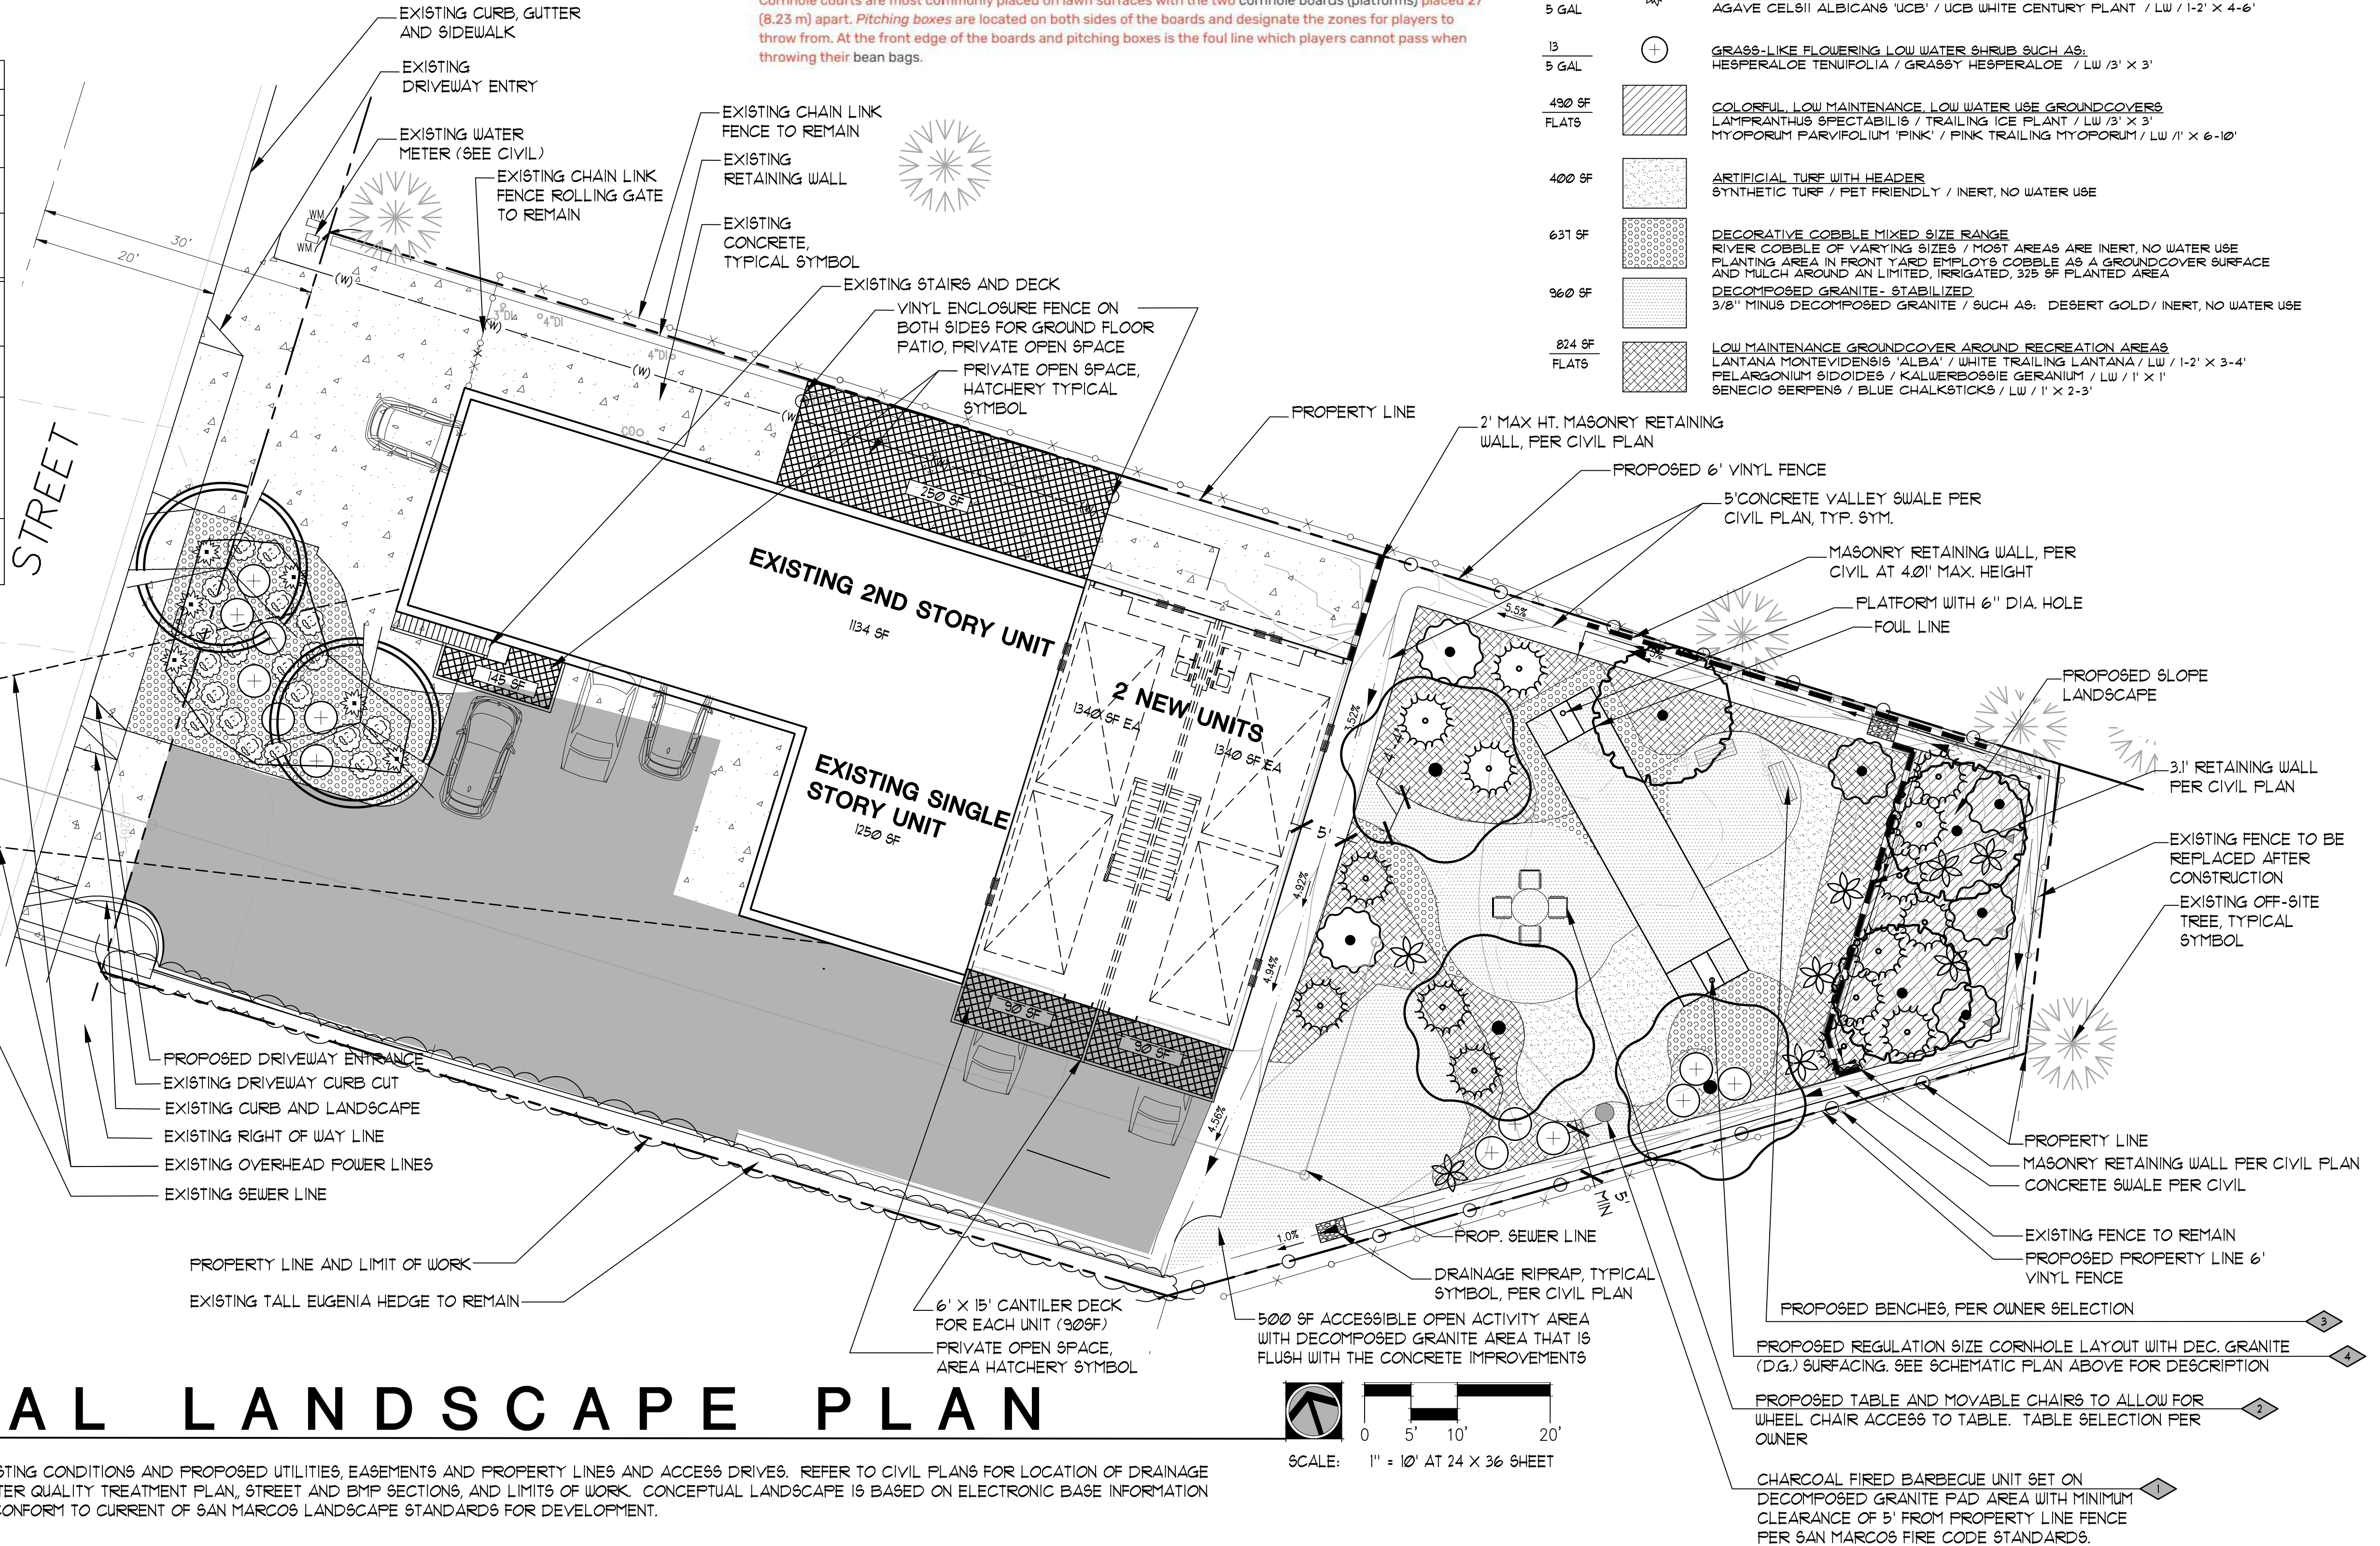 Cornhole courts are most commonly placed on lawn surfaces with the two cornhole boards (platforms) placed 27'
(8.23 m) apart. Pitching boxes are located on both sides of the boards and designate the zones for players to
throw from. At the front edge of the boards and pitching boxes is the foul line which players cannot pass when
throwing their bean bags.
5 GAL
AGAVE CELSII ALBICANS 'UCB' / UCB WHITE CENTURY PLANT / LW / 1-2' X 4-6'
13
5 GAL
GRASS-LIKE FLOWERING LOW WATER SHRUB SUCH AS:
HESPERALOE TENUIFOLIA / GRASSY HESPERALOE / LW /3' X 3'
490 SF
FLATS
COLORFUL, LOW MAINTENANCE, LOW WATER USE GROUNDCOVERS
LAMPRANTHUS SPECTABILIS / TRAILING ICE PLANT / LW /3' X 3'
MYOPORUM PARVIFOLIUM 'PINK' / PINK TRAILING MYOPORUM / LW /1' X 6-10'
400 SF
ARTIFICIAL TURF WITH HEADER
SYNTHETIC TURF / PET FRIENDLY / INERT, NO WATER USE
637 SF
DECORATIVE COBBLE MIXED SIZE RANGE
RIVER COBBLE OF VARYING SIZES / MOST AREAS ARE INERT, NO WATER USE
PLANTING AREA IN FRONT YARD EMPLOYS COBBLE AS A GROUNDCOVER SURFACE
AND MULCH AROUND AN LIMITED, IRRIGATED, 325 SF PLANTED AREA
960 SF
DECOMPOSED GRANITE- STABILIZED
3/8" MINUS DECOMPOSED GRANITE / SUCH AS: DESERT GOLD/ INERT, NO WATER USE
824 SF
FLATS
LOW MAINTENANCE GROUNDCOVER AROUND RECREATION AREAS
LANTANA MONTEVIDENSIS 'ALBA' / WHITE TRAILING LANTANA / LW / 1-2' X 3-4'
PELARGONIUM SIDOIDES / KALWERBOSSIE GERANIUM / LW / 1' X 1'
SENECIO SERPENS / BLUE CHALKSTICKS / LW / 1' X 2-3'
EXISTING CURB, GUTTER
AND SIDEWALK
EXISTING
DRIVEWAY ENTRY
EXISTING WATER
METER (SEE CIVIL)
EXISTING CHAIN LINK
FENCE ROLLING GATE
TO REMAIN
EXISTING CHAIN LINK
FENCE TO REMAIN
EXISTING
RETAINING WALL
EXISTING
CONCRETE,
TYPICAL SYMBOL
EXISTING STAIRS AND DECK
VINYL ENCLOSURE FENCE ON
BOTH SIDES FOR GROUND FLOOR
PATIO, PRIVATE OPEN SPACE
PRIVATE OPEN SPACE,
HATCHERY TYPICAL
SYMBOL
PROPERTY LINE
2' MAX HT. MASONRY RETAINING
WALL, PER CIVIL PLAN
PROPOSED 6' VINYL FENCE
5'CONCRETE VALLEY SWALE PER
CIVIL PLAN, TYP. SYM.
MASONRY RETAINING WALL, PER
CIVIL AT 4.01' MAX. HEIGHT
PLATFORM WITH 6" DIA. HOLE
FOUL LINE
PROPOSED SLOPE
LANDSCAPE
3.1' RETAINING WALL
PER CIVIL PLAN
EXISTING FENCE TO BE
REPLACED AFTER
CONSTRUCTION
EXISTING OFF-SITE
TREE, TYPICAL
SYMBOL
STREET
30'
20'
WM
WM
(W)
(W)
(W)
(W)
3"DI
4"DI
4"DI
CO
250 SF
145 SF
EXISTING 2ND STORY UNIT
1134 SF
EXISTING SINGLE
STORY UNIT
1250 SF
2 NEW UNITS
1340 SF EA
1340 SF EA
90 SF
90 SF
5.5%
3.52%
4'-4"
5'
4.92%
4.94%
4.56%
1.0%
5'
MIN
PROPOSED DRIVEWAY ENTRANCE
EXISTING DRIVEWAY CURB CUT
EXISTING CURB AND LANDSCAPE
EXISTING RIGHT OF WAY LINE
EXISTING OVERHEAD POWER LINES
EXISTING SEWER LINE
PROPERTY LINE AND LIMIT OF WORK
EXISTING TALL EUGENIA HEDGE TO REMAIN
6' X 15' CANTILER DECK
FOR EACH UNIT (90SF)
PRIVATE OPEN SPACE,
AREA HATCHERY SYMBOL
PROP. SEWER LINE
DRAINAGE RIPRAP, TYPICAL
SYMBOL, PER CIVIL PLAN
500 SF ACCESSIBLE OPEN ACTIVITY AREA
WITH DECOMPOSED GRANITE AREA THAT IS
FLUSH WITH THE CONCRETE IMPROVEMENTS
PROPERTY LINE
MASONRY RETAINING WALL PER CIVIL PLAN
CONCRETE SWALE PER CIVIL
EXISTING FENCE TO REMAIN
PROPOSED PROPERTY LINE 6'
VINYL FENCE
PROPOSED BENCHES, PER OWNER SELECTION
3
PROPOSED REGULATION SIZE CORNHOLE LAYOUT WITH DEC. GRANITE
(D.G.) SURFACING. SEE SCHEMATIC PLAN ABOVE FOR DESCRIPTION
4
PROPOSED TABLE AND MOVABLE CHAIRS TO ALLOW FOR
WHEEL CHAIR ACCESS TO TABLE. TABLE SELECTION PER
OWNER
2
CHARCOAL FIRED BARBECUE UNIT SET ON
DECOMPOSED GRANITE PAD AREA WITH MINIMUM
CLEARANCE OF 5' FROM PROPERTY LINE FENCE
PER SAN MARCOS FIRE CODE STANDARDS.
1
AL LANDSCAPE PLAN
0 5' 10' 20'
SCALE: 1" = 10' AT 24 X 36 SHEET
STING CONDITIONS AND PROPOSED UTILITIES, EASEMENTS AND PROPERTY LINES AND ACCESS DRIVES. REFER TO CIVIL PLANS FOR LOCATION OF DRAINAGE
TER QUALITY TREATMENT PLAN,, STREET AND BMP SECTIONS, AND LIMITS OF WORK. CONCEPTUAL LANDSCAPE IS BASED ON ELECTRONIC BASE INFORMATION
CONFORM TO CURRENT OF SAN MARCOS LANDSCAPE STANDARDS FOR DEVELOPMENT.